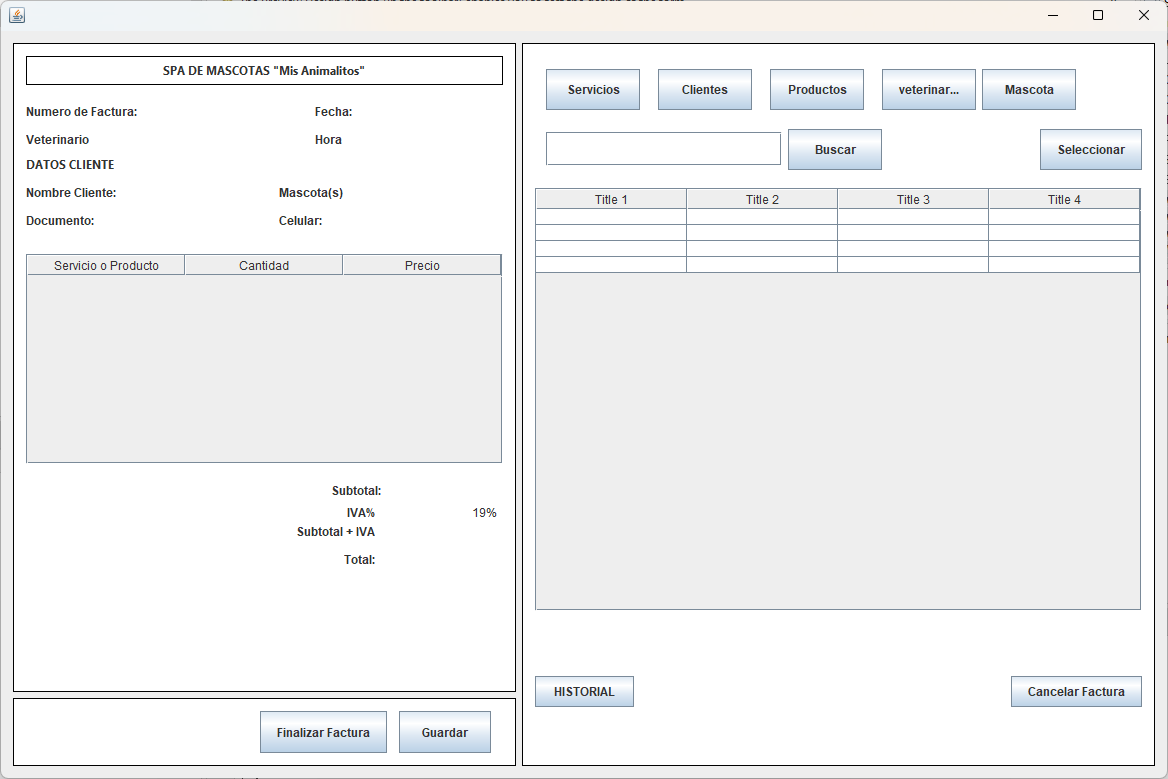 SPA DE MASCOTAS "Mis Animalitos"
Numero de Factura: Fecha:
Veterinario Hora
DATOS CLIENTE
Nombre Cliente: Mascota(s)
Documento: Celular:
Servicio o Producto Cantidad Precio
Subtotal:
IVA% 19%
Subtotal + IVA
Total:
Finalizar Factura Guardar
Servicios Clientes Productos veterinar... Mascota
Buscar Seleccionar
Title 1 Title 2 Title 3 Title 4
HISTORIAL Cancelar Factura